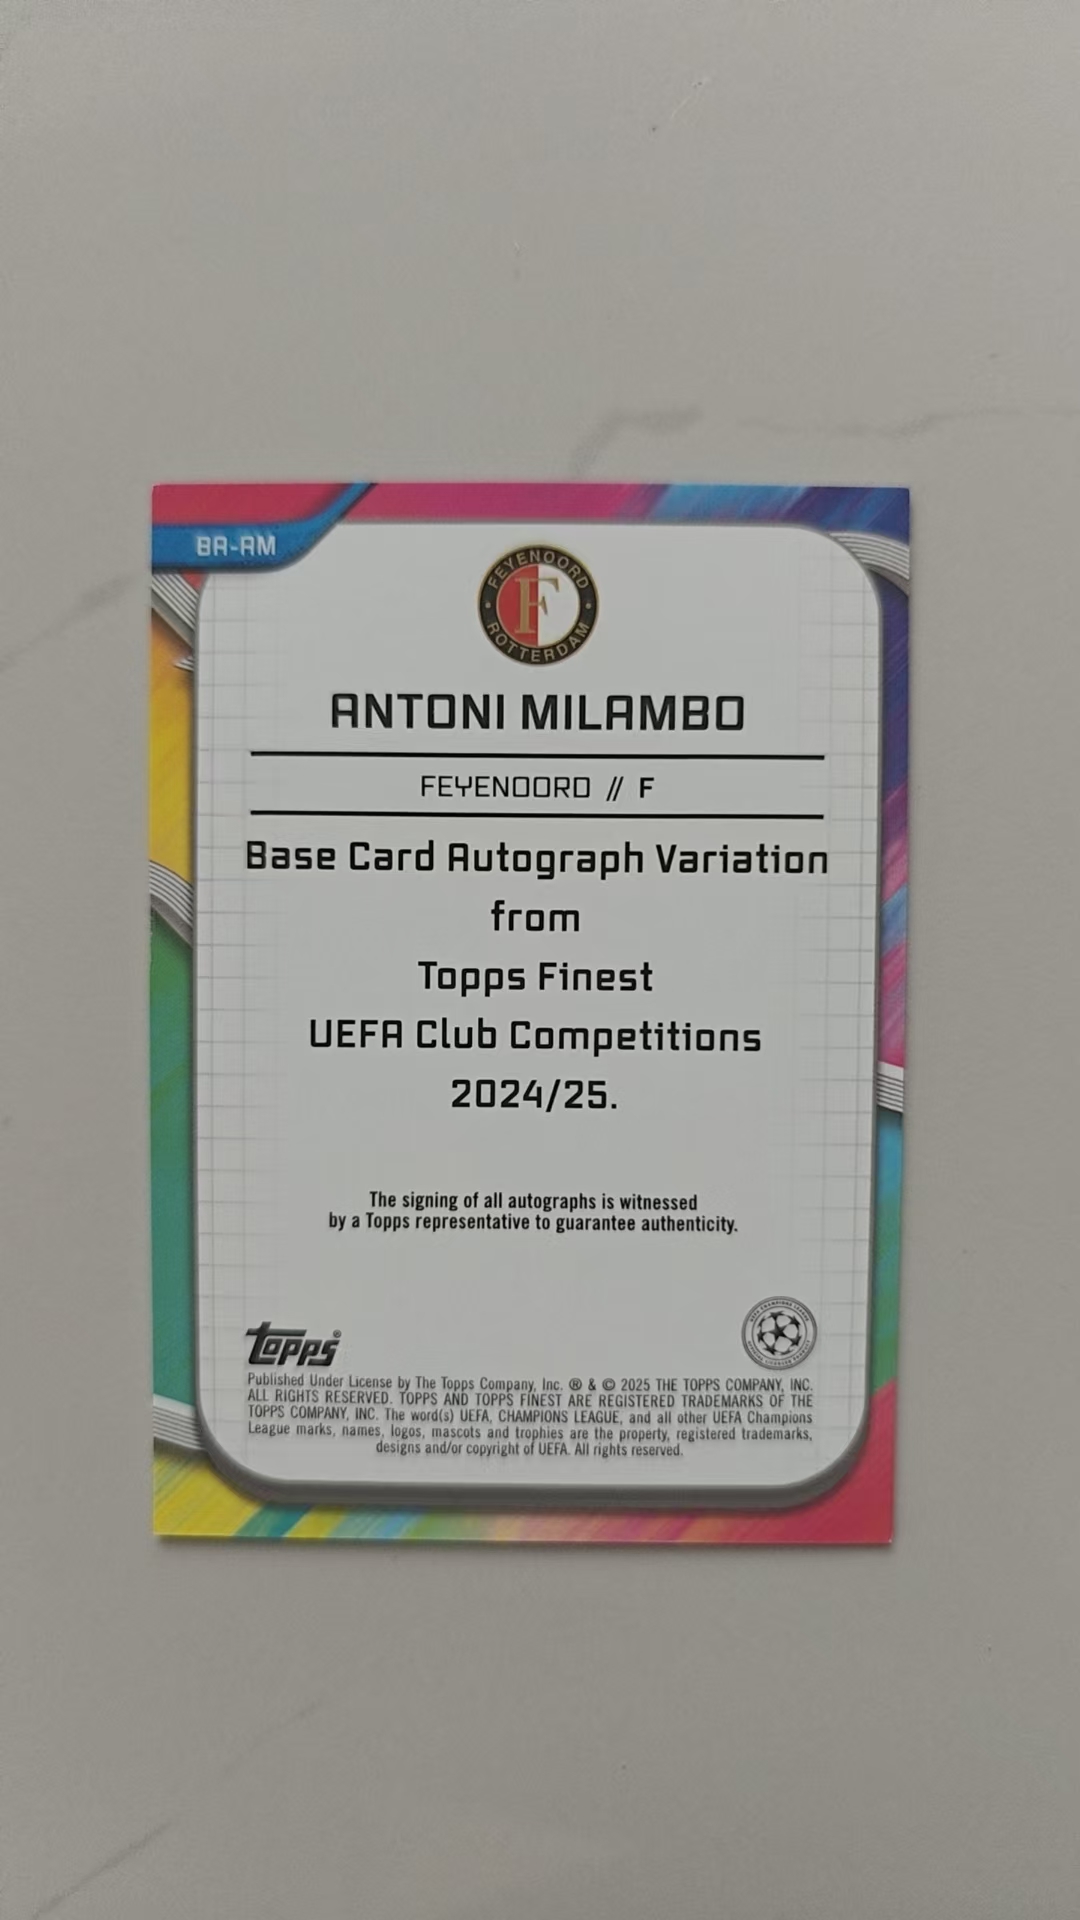 BA-AM
FEYENOORD
F
ROTTERDAM
ANTONI MILAMBO
FEYENOORD // F
Base Card Autograph Variation
from
Topps Finest
UEFA Club Competitions
2024/25.
The signing of all autographs is witnessed
by a Topps representative to guarantee authenticity.
topps®
Published Under License by The Topps Company, Inc. ® & © 2025 THE TOPPS COMPANY, INC.
ALL RIGHTS RESERVED. TOPPS AND TOPPS FINEST ARE REGISTERED TRADEMARKS OF THE
TOPPS COMPANY, INC. The word(s) UEFA, CHAMPIONS LEAGUE, and all other UEFA Champions
League marks, names, logos, mascots and trophies are the property, registered trademarks,
designs and/or copyright of UEFA. All rights reserved.